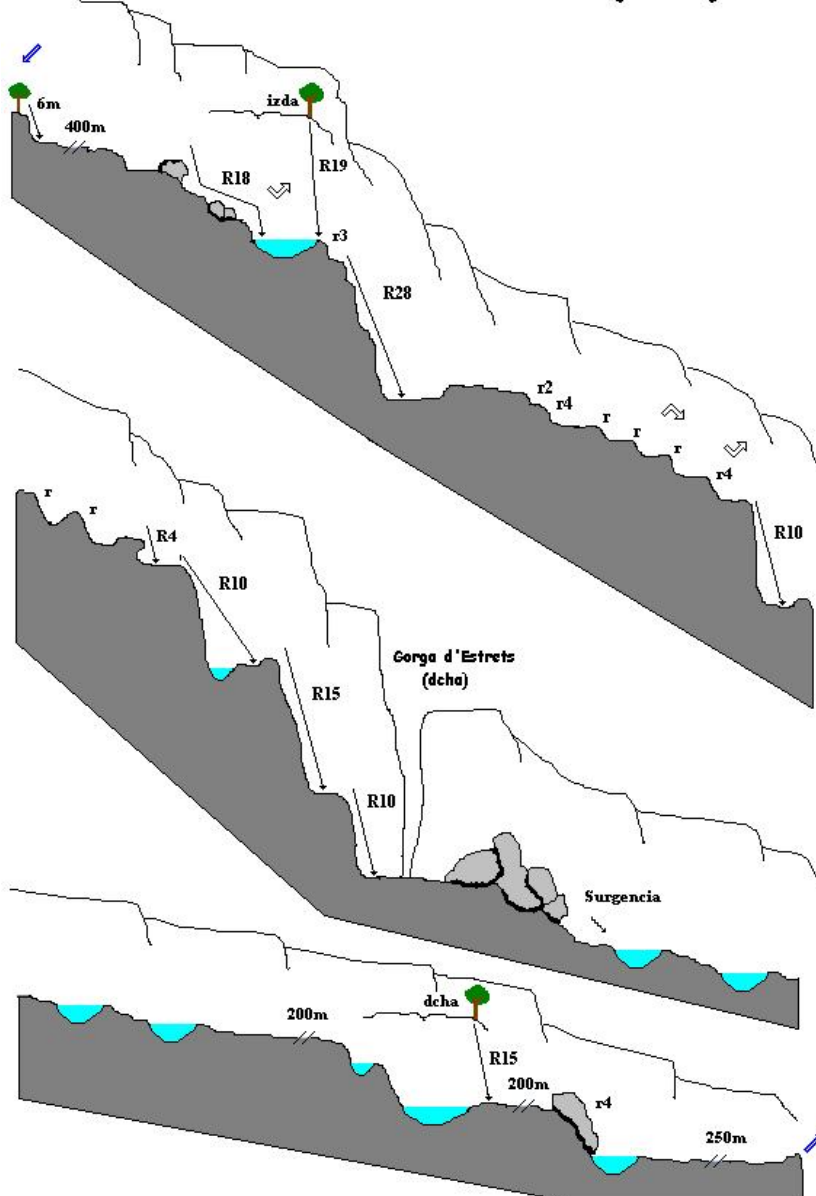 izda
6m
400m
R19
R18
r3
R28
r2
r4
r
r
r
r4
R10
r
r
R4
R10
Gorga d'Estrets
(dcha)
R15
R10
Surgencia
dcha
200m
R15
200m
r4
250m